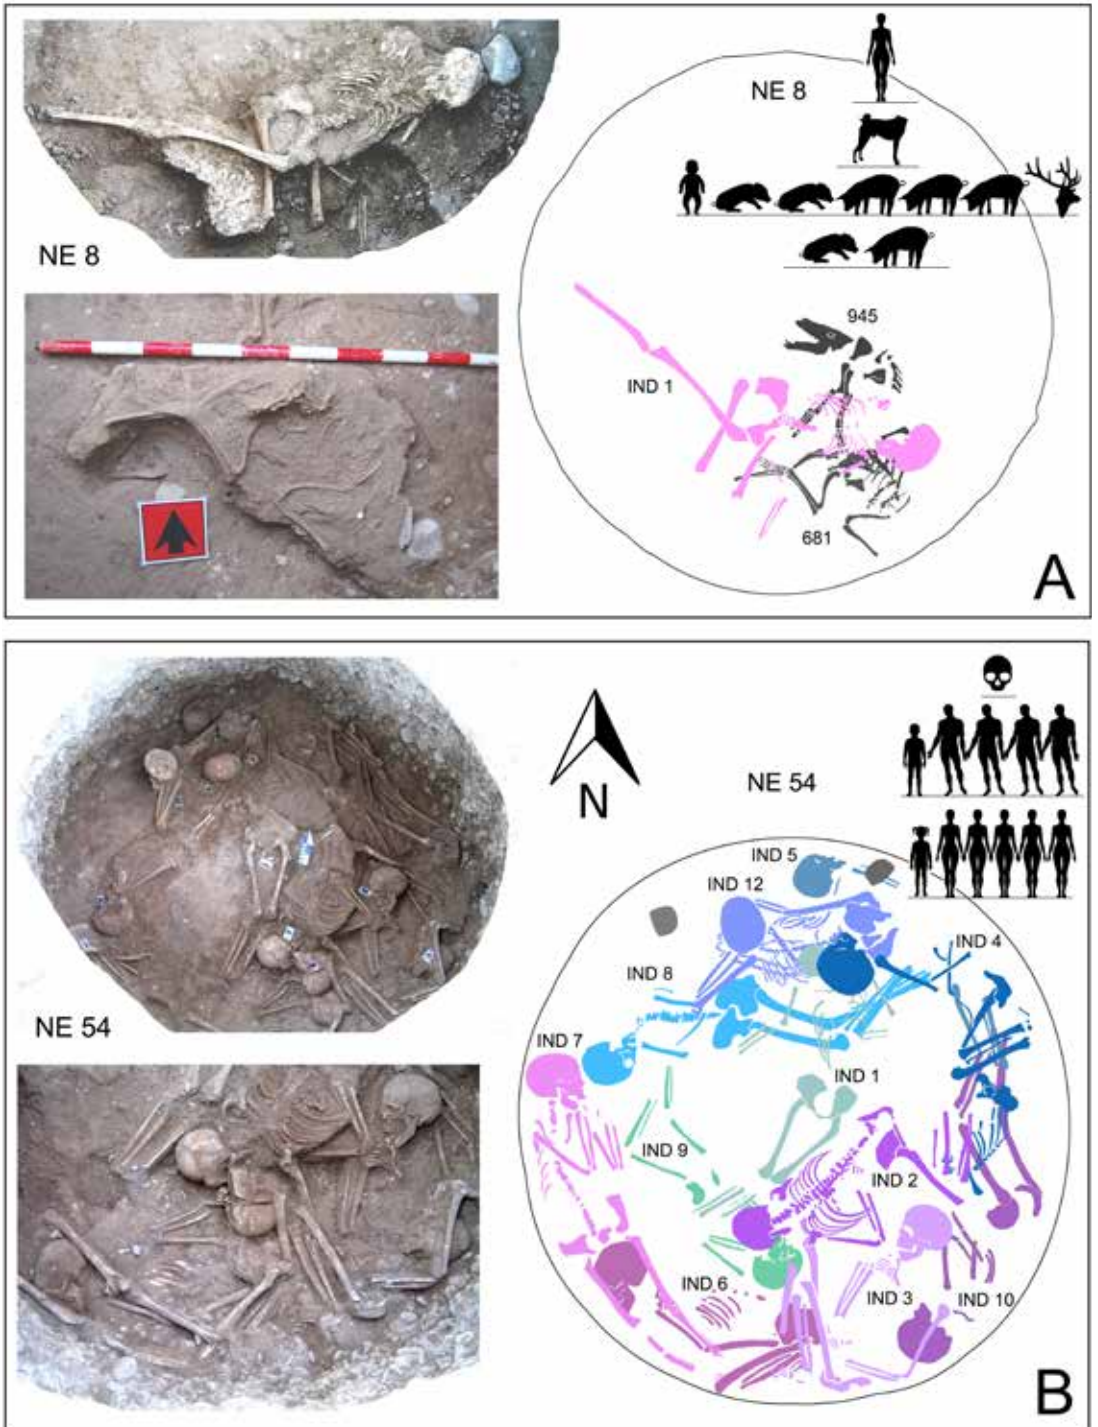 NE 8
NE 8
945
IND 1
681
A
N
NE 54
IND 5
IND 12
IND 4
IND 8
NE 54
IND 7
IND 1
IND 9
IND 2
IND 6
IND 3
IND 10
B